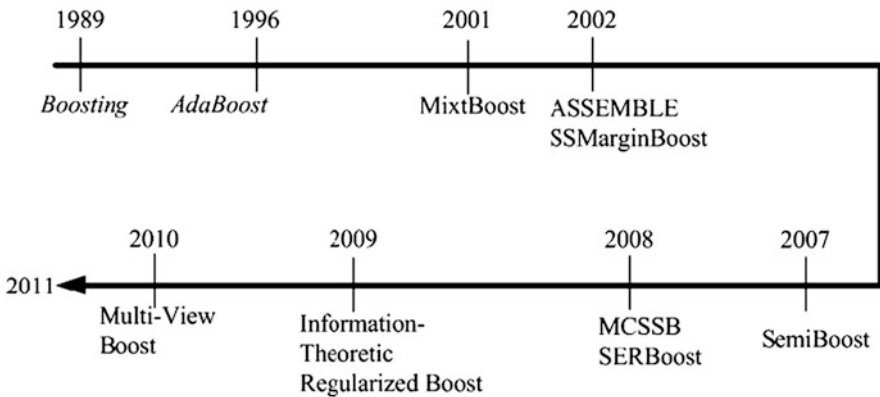 1989 1996 2001 2002
Boosting AdaBoost MixtBoost ASSEMBLE
SSMarginBoost
2010 2009 2008 2007
2011
Multi-View
Boost
Information-
Theoretic
Regularized Boost
MCSSB
SERBoost
SemiBoost